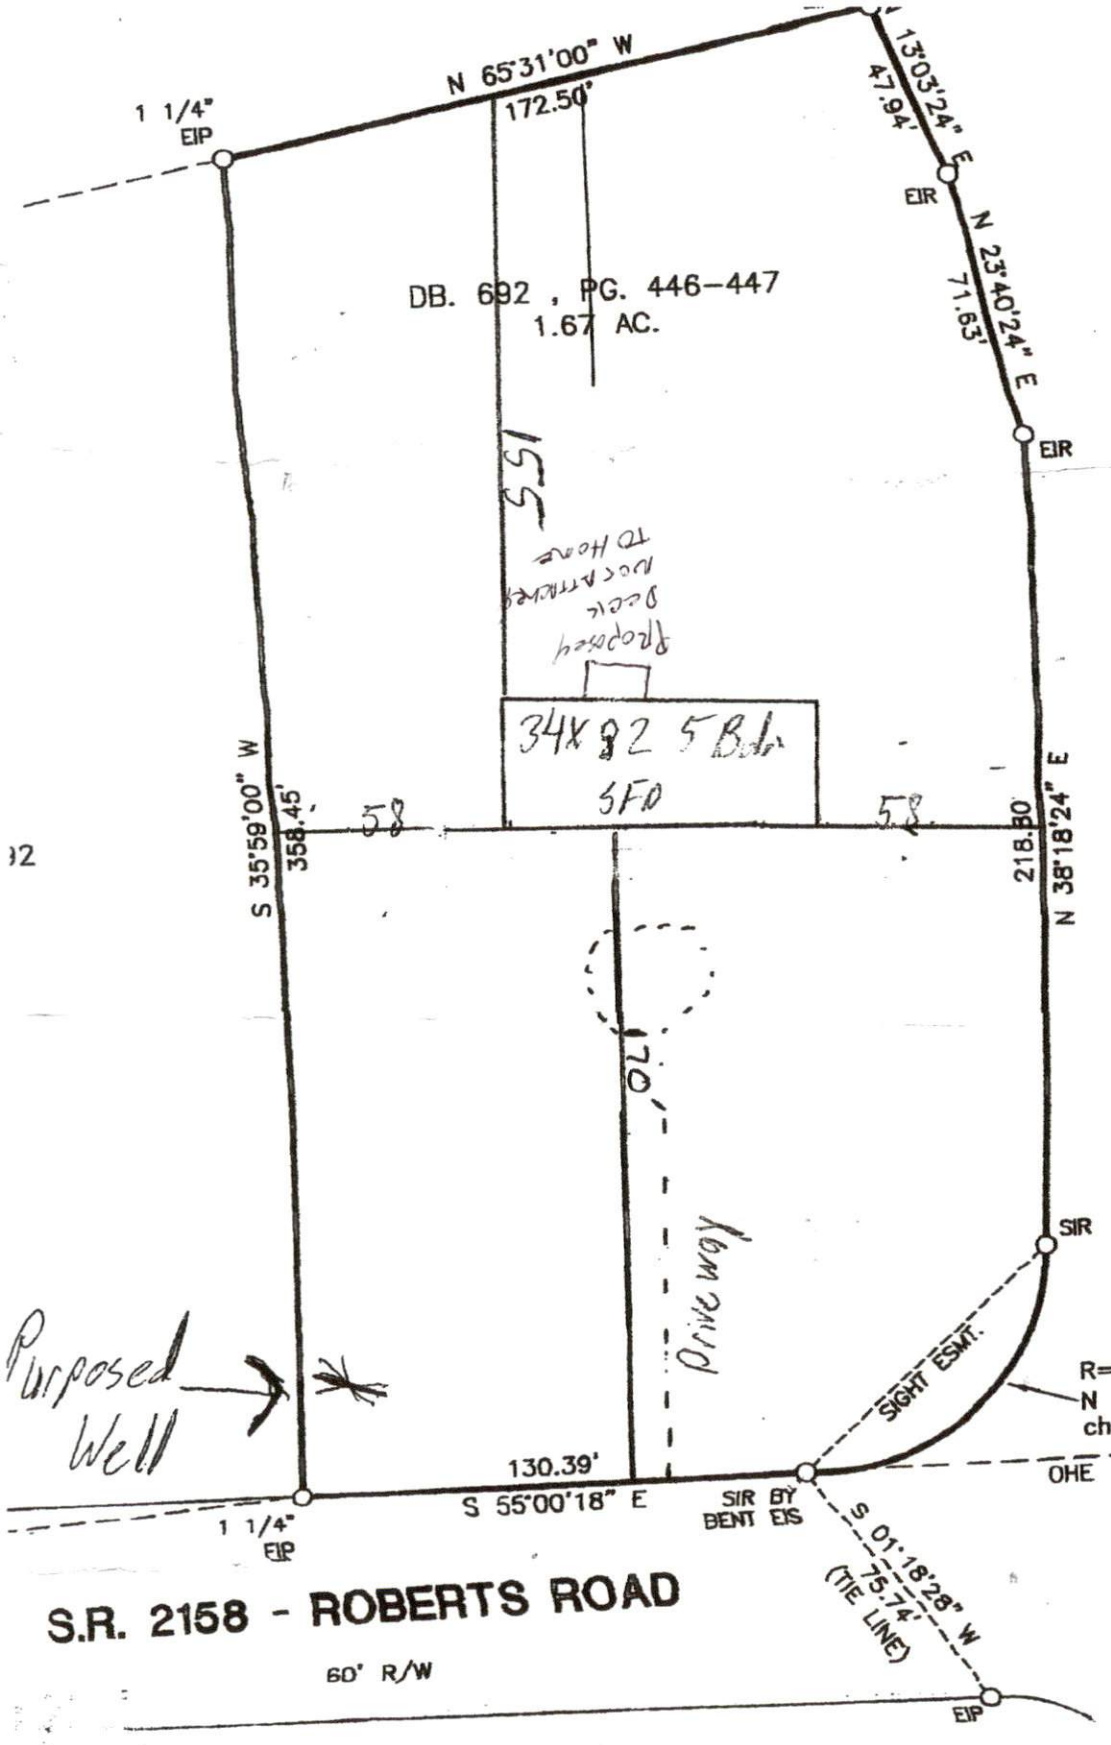 N 65°31'00" W
172.50'
1 1/4"
EIP
13°03'24" E
47.94'
EIR
N 23°40'24" E
71.63'
EIR
DB. 692 , PG. 446-447
1.67 AC.
155
Proposed
Deck
Not Attached
TO Home
34X82 5 Bdr
SFD
58
58
S 35°59'00" W
358.45'
218.80'
N 38°18'24" E
)2
70
Driveway
SIR
SIGHT ESMT.
R=
N
ch
OHE
Purposed
Well
130.39'
S 55°00'18" E
SIR BY
BENT EIS
1 1/4"
EIP
S 01°18'28" W
75.74'
(TIE LINE)
S.R. 2158 - ROBERTS ROAD
60' R/W
EIP